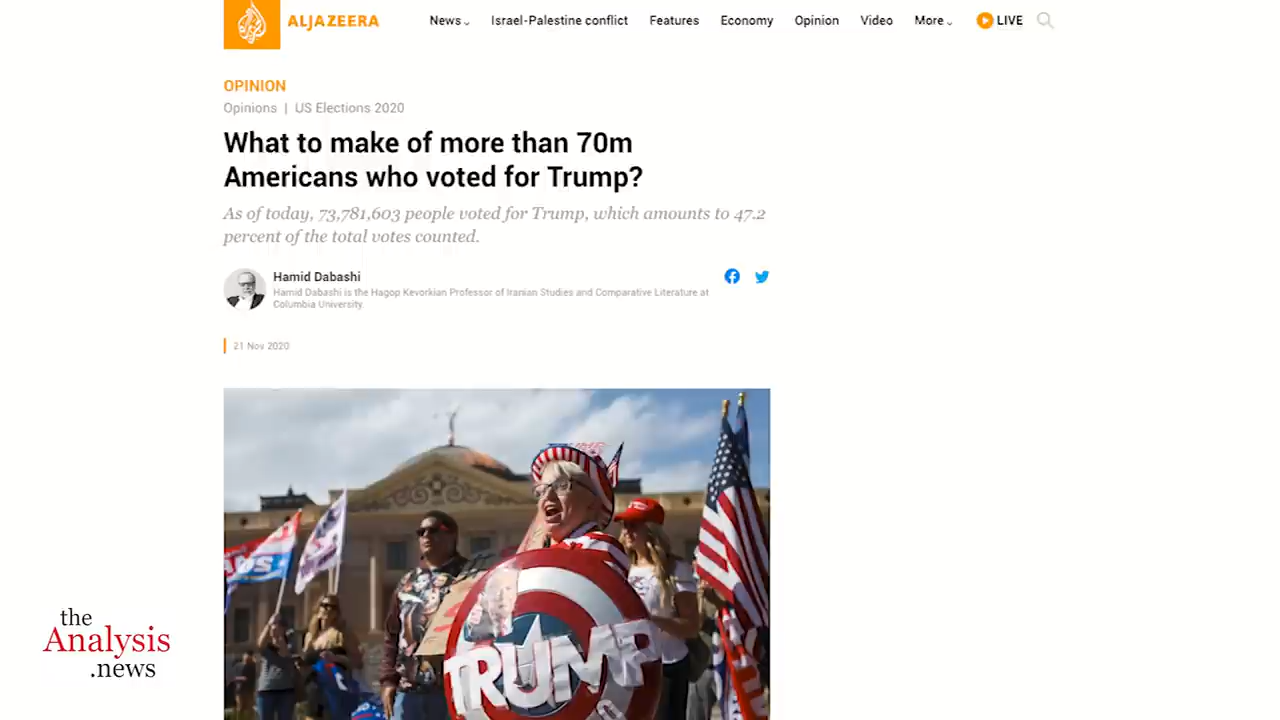 ALJAZEERA
News Israel-Palestine conflict Features Economy Opinion Video More LIVE
OPINION
Opinions | US Elections 2020
What to make of more than 70m
Americans who voted for Trump?
As of today, 73,781,603 people voted for Trump, which amounts to 47.2
percent of the total votes counted.
Hamid Dabashi
Hamid Dabashi is the Hagop Kevorkian Professor of Iranian Studies and Comparative Literature at
Columbia University.
21 Nov 2020
TRUMP
the
Analysis
.news